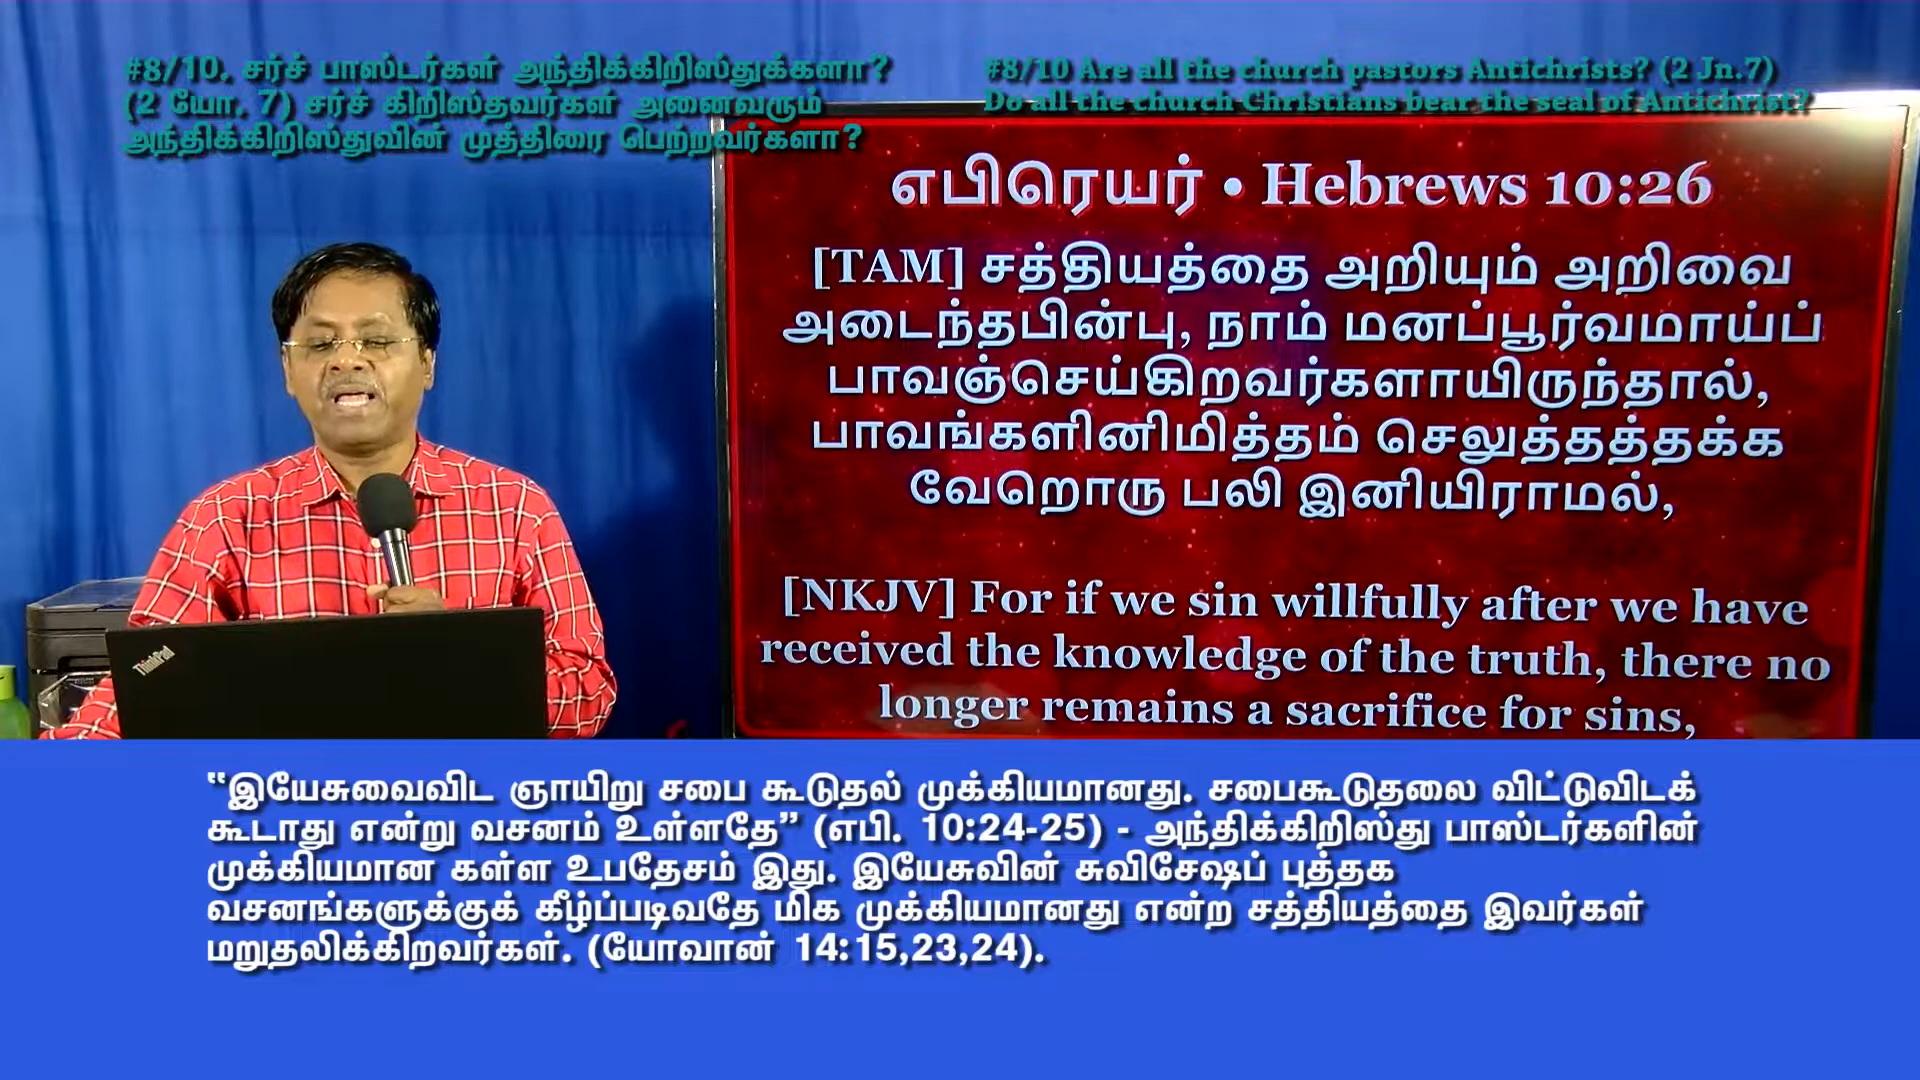 #8/10. சர்ச் பாஸ்டர்கள் அந்திக்கிறிஸ்துக்களா?
(2 யோ. 7) சர்ச் கிறிஸ்தவர்கள் அனைவரும்
அந்திக்கிறிஸ்துவின் முத்திரை பெற்றவர்களா?
#8/10 Are all the church pastors Antichrists? (2 Jn.7)
Do all the church Christians bear the seal of Antichrist?
எபிரெயர் • Hebrews 10:26
[TAM] சத்தியத்தை அறியும் அறிவை
அடைந்தபின்பு, நாம் மனப்பூர்வமாய்ப்
பாவஞ்செய்கிறவர்களாயிருந்தால்,
பாவங்களினிமித்தம் செலுத்தத்தக்க
வேறொரு பலி இனியிராமல்,
[NKJV] For if we sin willfully after we have
received the knowledge of the truth, there no
longer remains a sacrifice for sins,
ThinkPad
“இயேசுவைவிட ஞாயிறு சபை கூடுதல் முக்கியமானது. சபைகூடுதலை விட்டுவிடக்
கூடாது என்று வசனம் உள்ளதே” (எபி. 10:24-25) - அந்திக்கிறிஸ்து பாஸ்டர்களின்
முக்கியமான கள்ள உபதேசம் இது. இயேசுவின் சுவிசேஷப் புத்தக
வசனங்களுக்குக் கீழ்ப்படிவதே மிக முக்கியமானது என்ற சத்தியத்தை இவர்கள்
மறுதலிக்கிறவர்கள். (யோவான் 14:15,23,24).